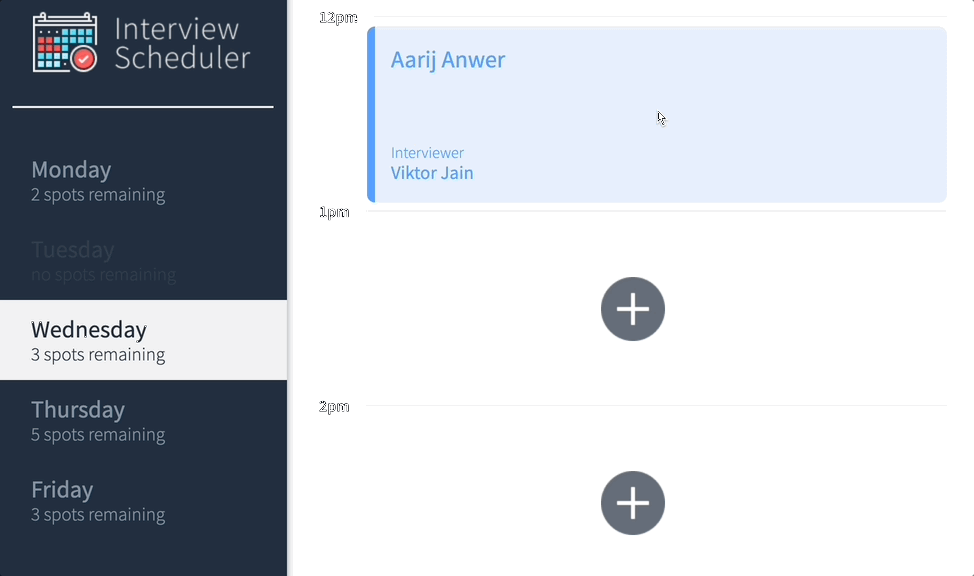 Interview
Scheduler
Monday
2 spots remaining
Tuesday
no spots remaining
Wednesday
3 spots remaining
Thursday
5 spots remaining
Friday
3 spots remaining
12pm
Aarij Anwer
Interviewer
Viktor Jain
1pm
2pm